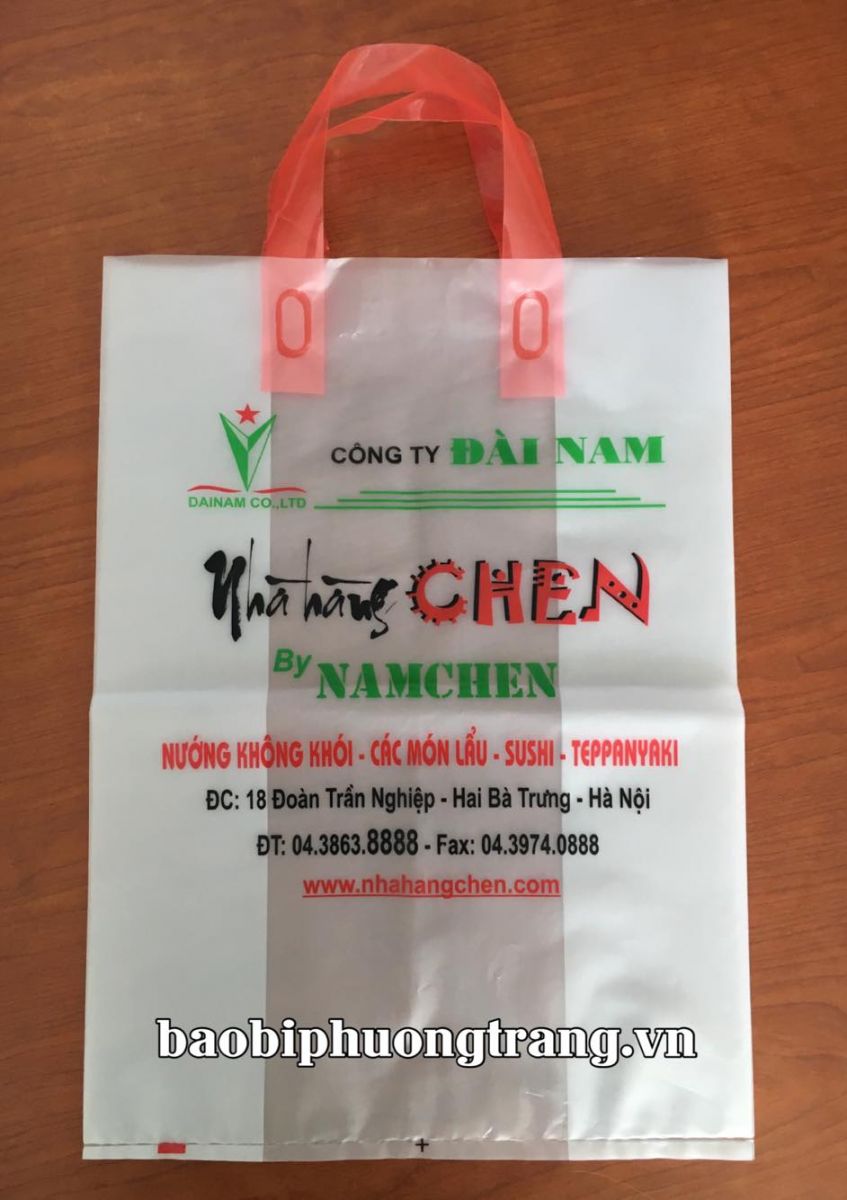 CÔNG TY ĐÀI NAM
DAINAM CO.,LTD
Nhà hàng CHEN
By NAMCHEN
NƯỚNG KHÔNG KHÓI - CÁC MÓN LẨU - SUSHI - TEPPANYAKI
ĐC: 18 Đoàn Trần Nghiệp - Hai Bà Trưng - Hà Nội
ĐT: 04.3863.8888 - Fax: 04.3974.0888
www.nhahangchen.com
baobiphuongtrang.vn